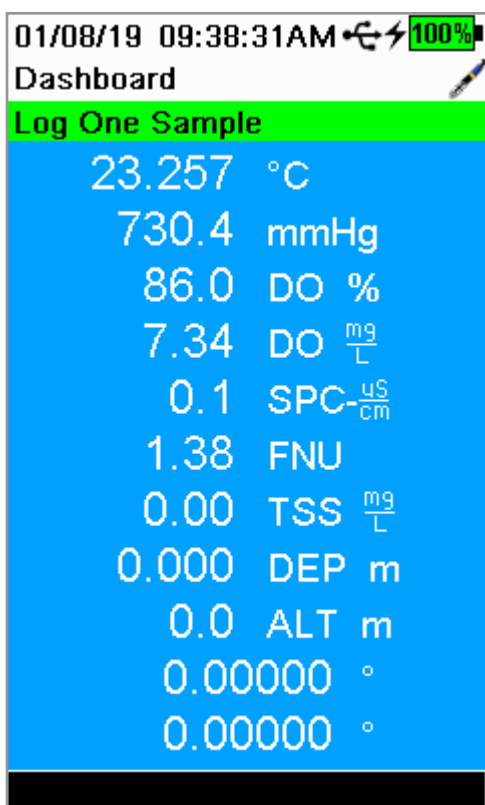 01/08/19 09:38:31AM 100%
Dashboard
Log One Sample
23.257 °C
730.4 mmHg
86.0 DO %
7.34 DO mg/L
0.1 SPC-uS/cm
1.38 FNU
0.00 TSS mg/L
0.000 DEP m
0.0 ALT m
0.00000 °
0.00000 °